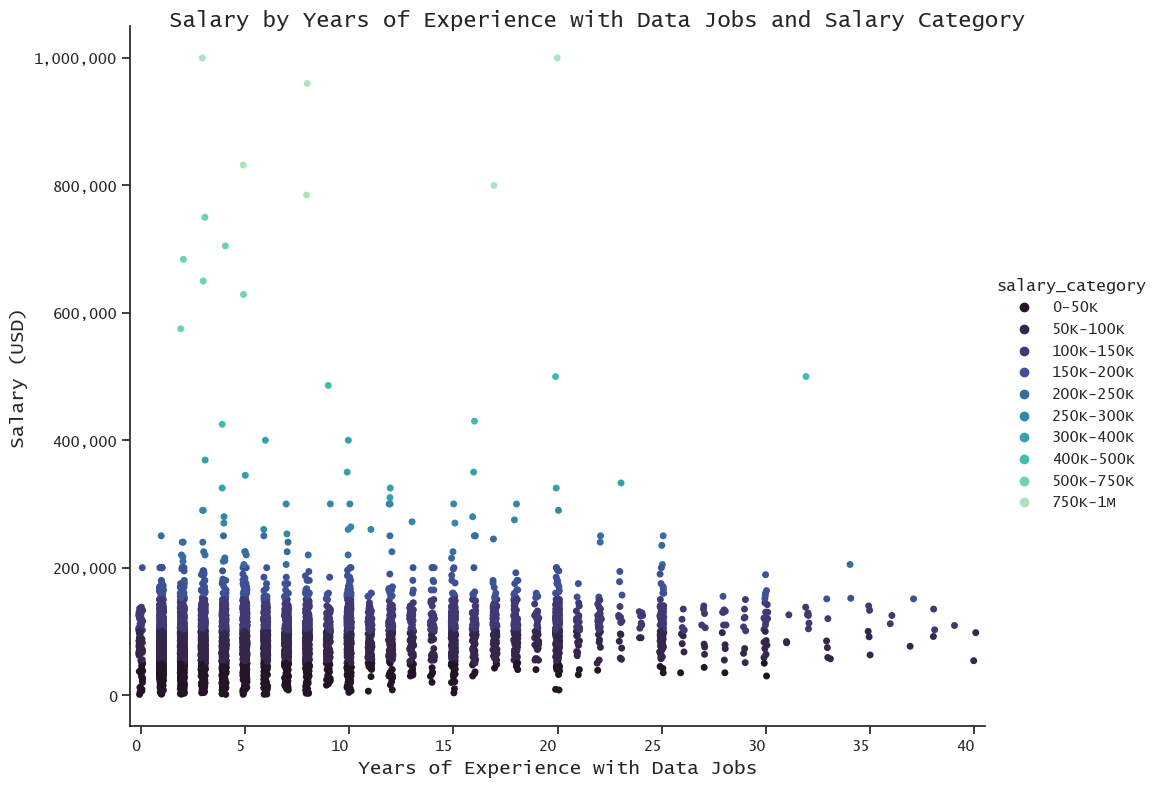 Salary by Years of Experience with Data Jobs and Salary Category
1,000,000
800,000
600,000
400,000
200,000
0
Salary (USD)
0 5 10 15 20 25 30 35 40
Years of Experience with Data Jobs
salary_category
0-50K
50K-100K
100K-150K
150K-200K
200K-250K
250K-300K
300K-400K
400K-500K
500K-750K
750K-1M